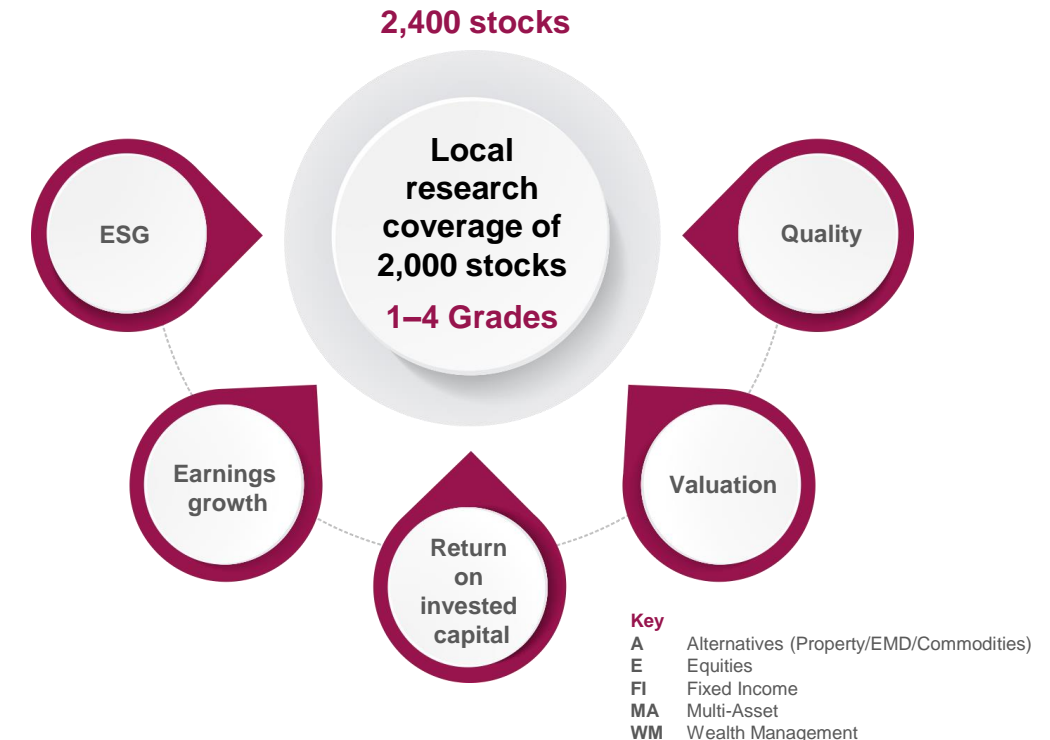 2,400 stocks
Local
research
coverage of
2,000 stocks
1–4 Grades
ESG
Quality
Earnings
growth
Valuation
Return
on
invested
capital
Key
A Alternatives (Property/EMD/Commodities)
E Equities
FI Fixed Income
MA Multi-Asset
WM Wealth Management